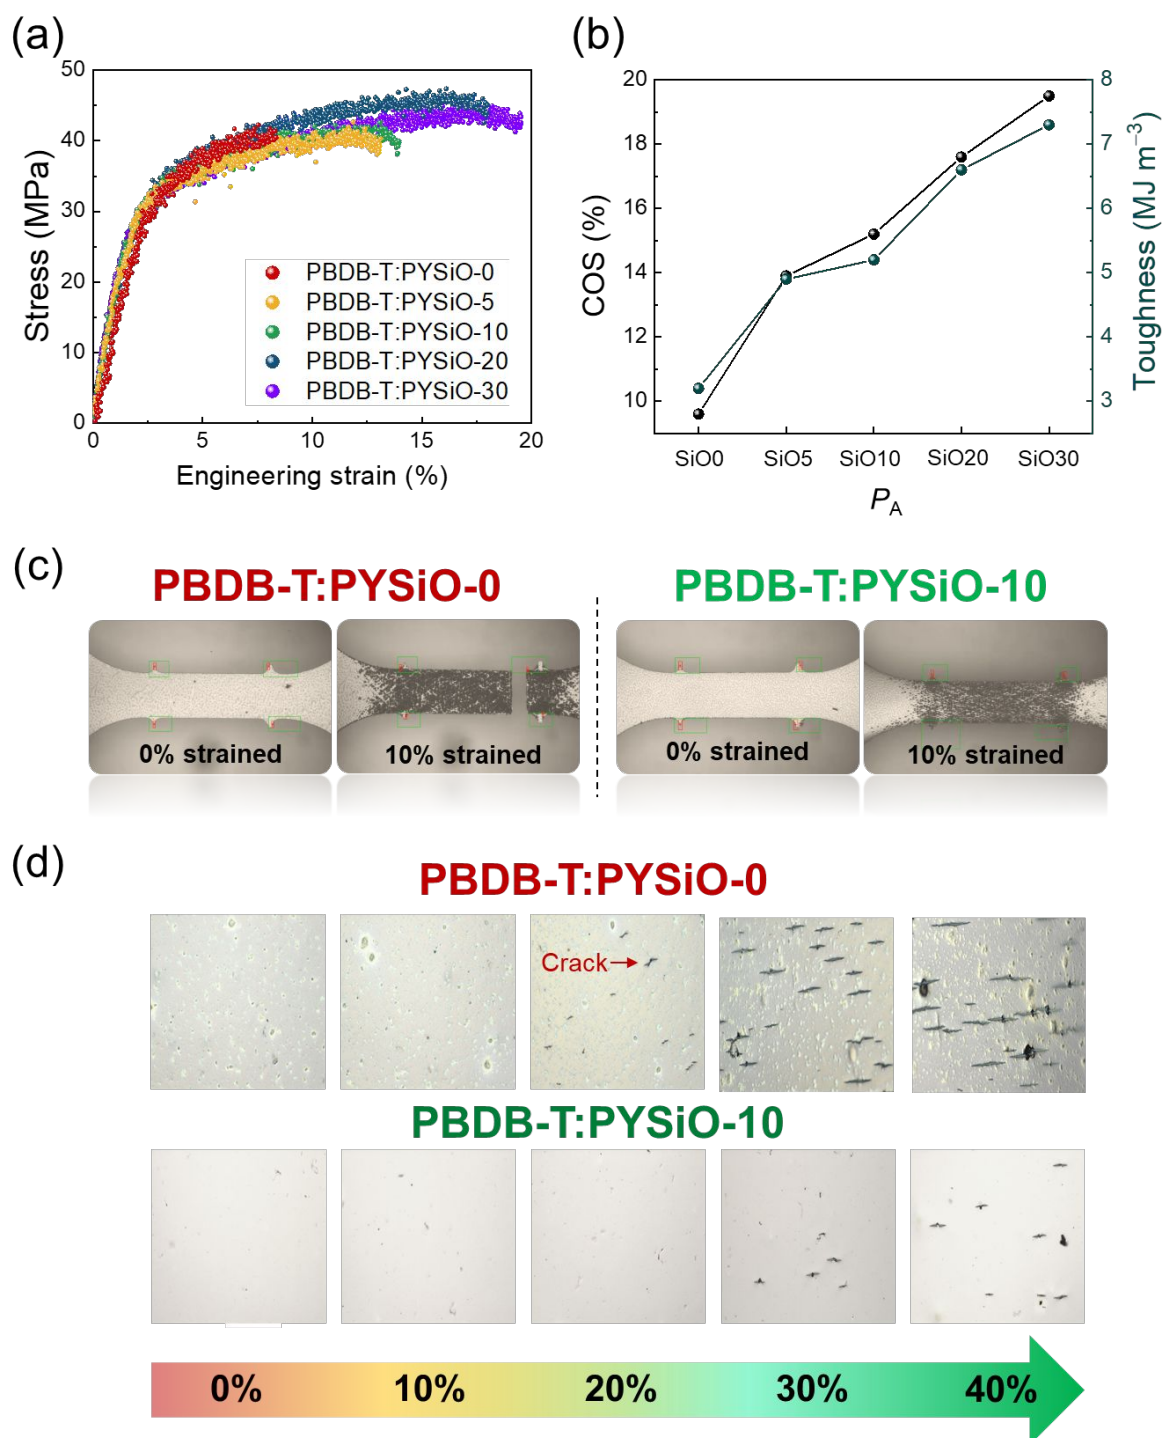 (a)
50
40
30
20
10
0
Stress (MPa)
PBDB-T:PYSiO-0
PBDB-T:PYSiO-5
PBDB-T:PYSiO-10
PBDB-T:PYSiO-20
PBDB-T:PYSiO-30
0 5 10 15 20
Engineering strain (%)
(b)
20
18
16
14
12
10
COS (%)
8
7
6
5
4
3
Toughness (MJ m⁻³)
SiO0 SiO5 SiO10 SiO20 SiO30
P_A
(c)
PBDB-T:PYSiO-0
0% strained
10% strained
PBDB-T:PYSiO-10
0% strained
10% strained
(d)
PBDB-T:PYSiO-0
Crack
PBDB-T:PYSiO-10
0% 10% 20% 30% 40%